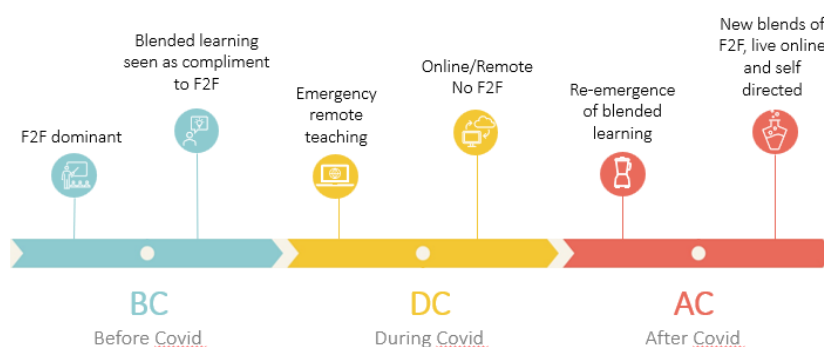 F2F dominant
Blended learning
seen as compliment
to F2F
Emergency
remote
teaching
Online/Remote
No F2F
Re-emergence
of blended
learning
New blends of
F2F, live online
and self
directed
BC
Before Covid
DC
During Covid
AC
After Covid